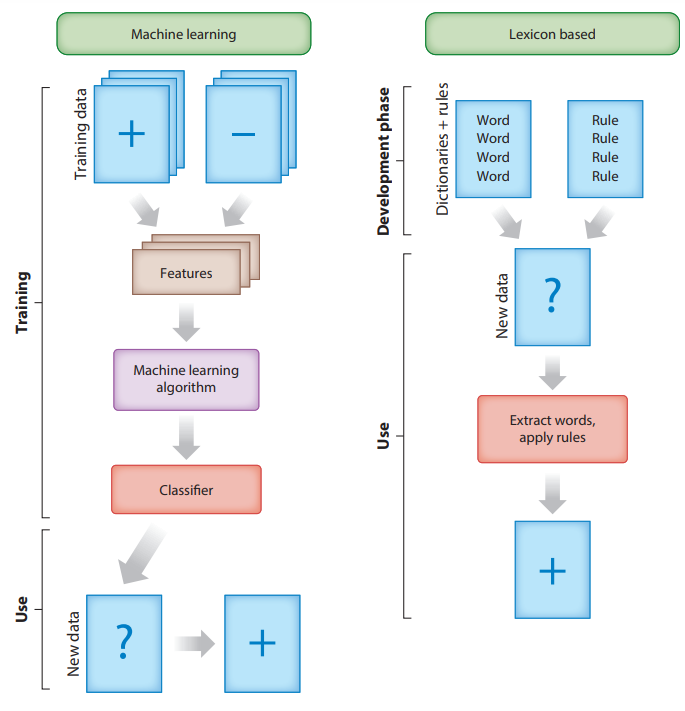 Machine learning
Training
Training data
+
−
Features
Machine learning
algorithm
Classifier
Use
New data
?
+
Lexicon based
Development phase
Dictionaries + rules
Word
Word
Word
Word
Rule
Rule
Rule
Rule
Use
New data
?
Extract words,
apply rules
+